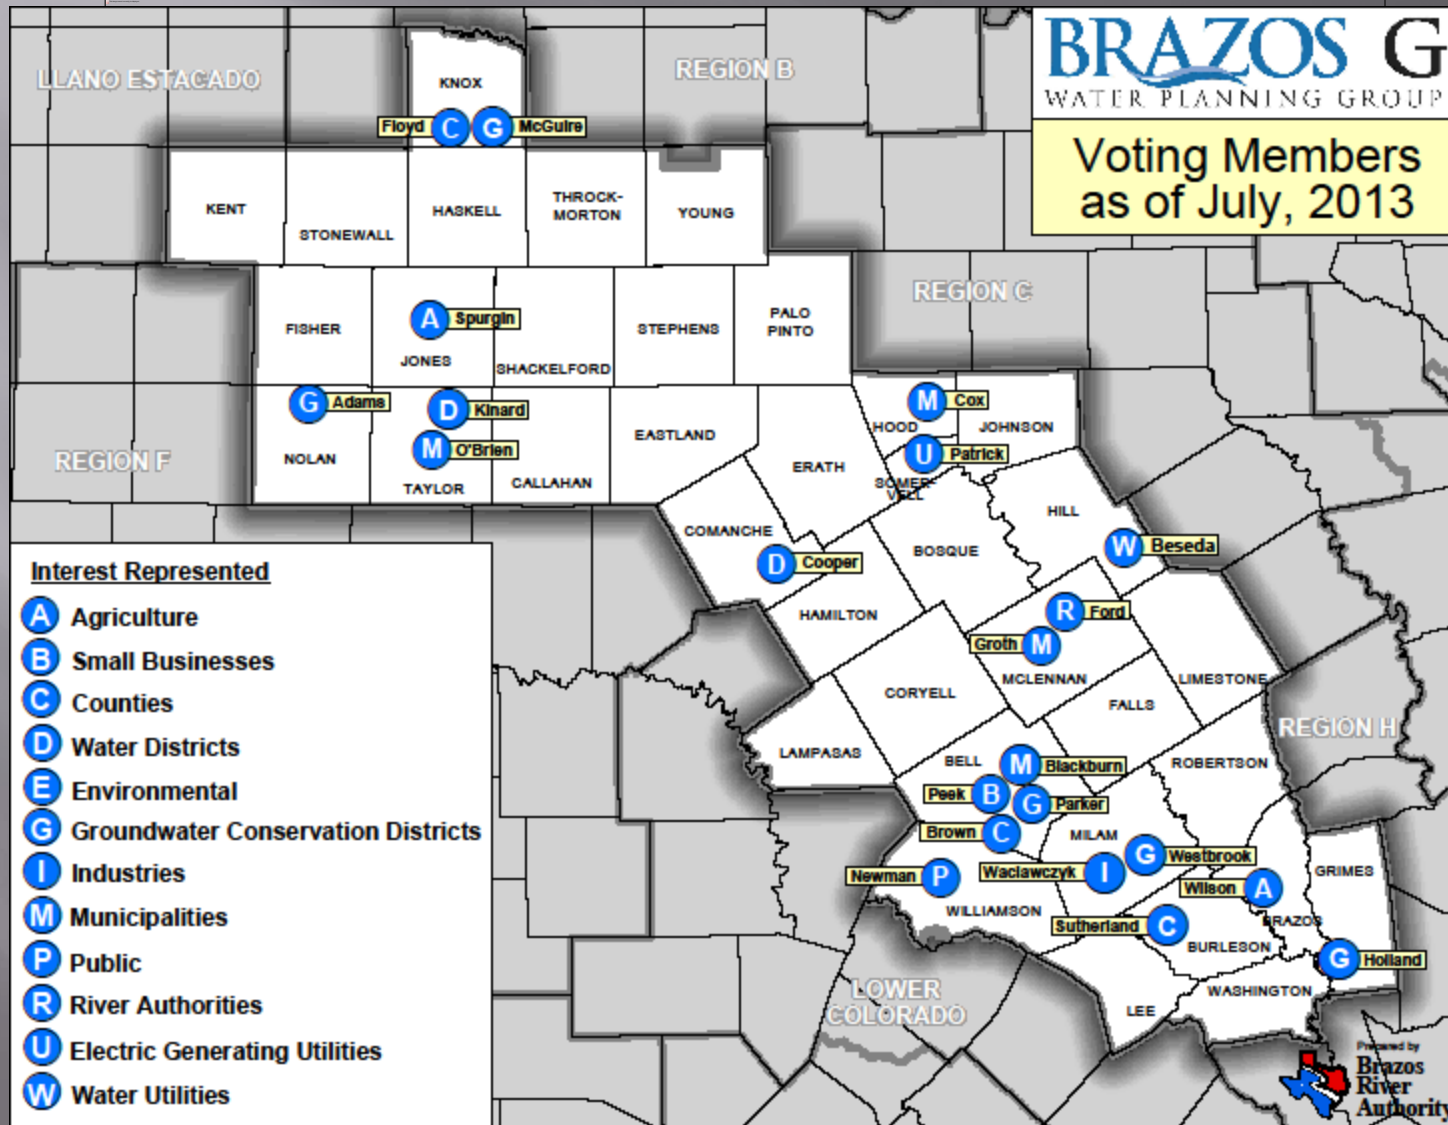 BRAZOS G
WATER PLANNING GROUP
Voting Members
as of July, 2013
LLANO ESTACADO
REGION B
KNOX
Floyd C G McGuire
KENT
STONEWALL
HASKELL
THROCK-
MORTON
YOUNG
REGION C
FISHER
A Spurgin
JONES
SHACKELFORD
STEPHENS
PALO
PINTO
G Adams
D Kinard
M O'Brien
NOLAN
TAYLOR
CALLAHAN
EASTLAND
REGION F
ERATH
M Cox
HOOD
JOHNSON
U Patrick
SOMER-
VELL
COMANCHE
D Cooper
BOSQUE
HILL
W Beseda
HAMILTON
R Ford
Groth M
MCLENNAN
LIMESTONE
CORYELL
FALLS
REGION H
LAMPASAS
BELL
M Blackburn
ROBERTSON
Peek B
G Parker
Brown C
MILAM
G Westbrook
Waclawczyk I
Newman P
Wilson A
GRIMES
WILLIAMSON
Sutherland C
BRAZOS
BURLESON
G Holland
LOWER
COLORADO
WASHINGTON
LEE
Interest Represented
A Agriculture
B Small Businesses
C Counties
D Water Districts
E Environmental
G Groundwater Conservation Districts
I Industries
M Municipalities
P Public
R River Authorities
U Electric Generating Utilities
W Water Utilities
Prepared by
Brazos
River
Authority